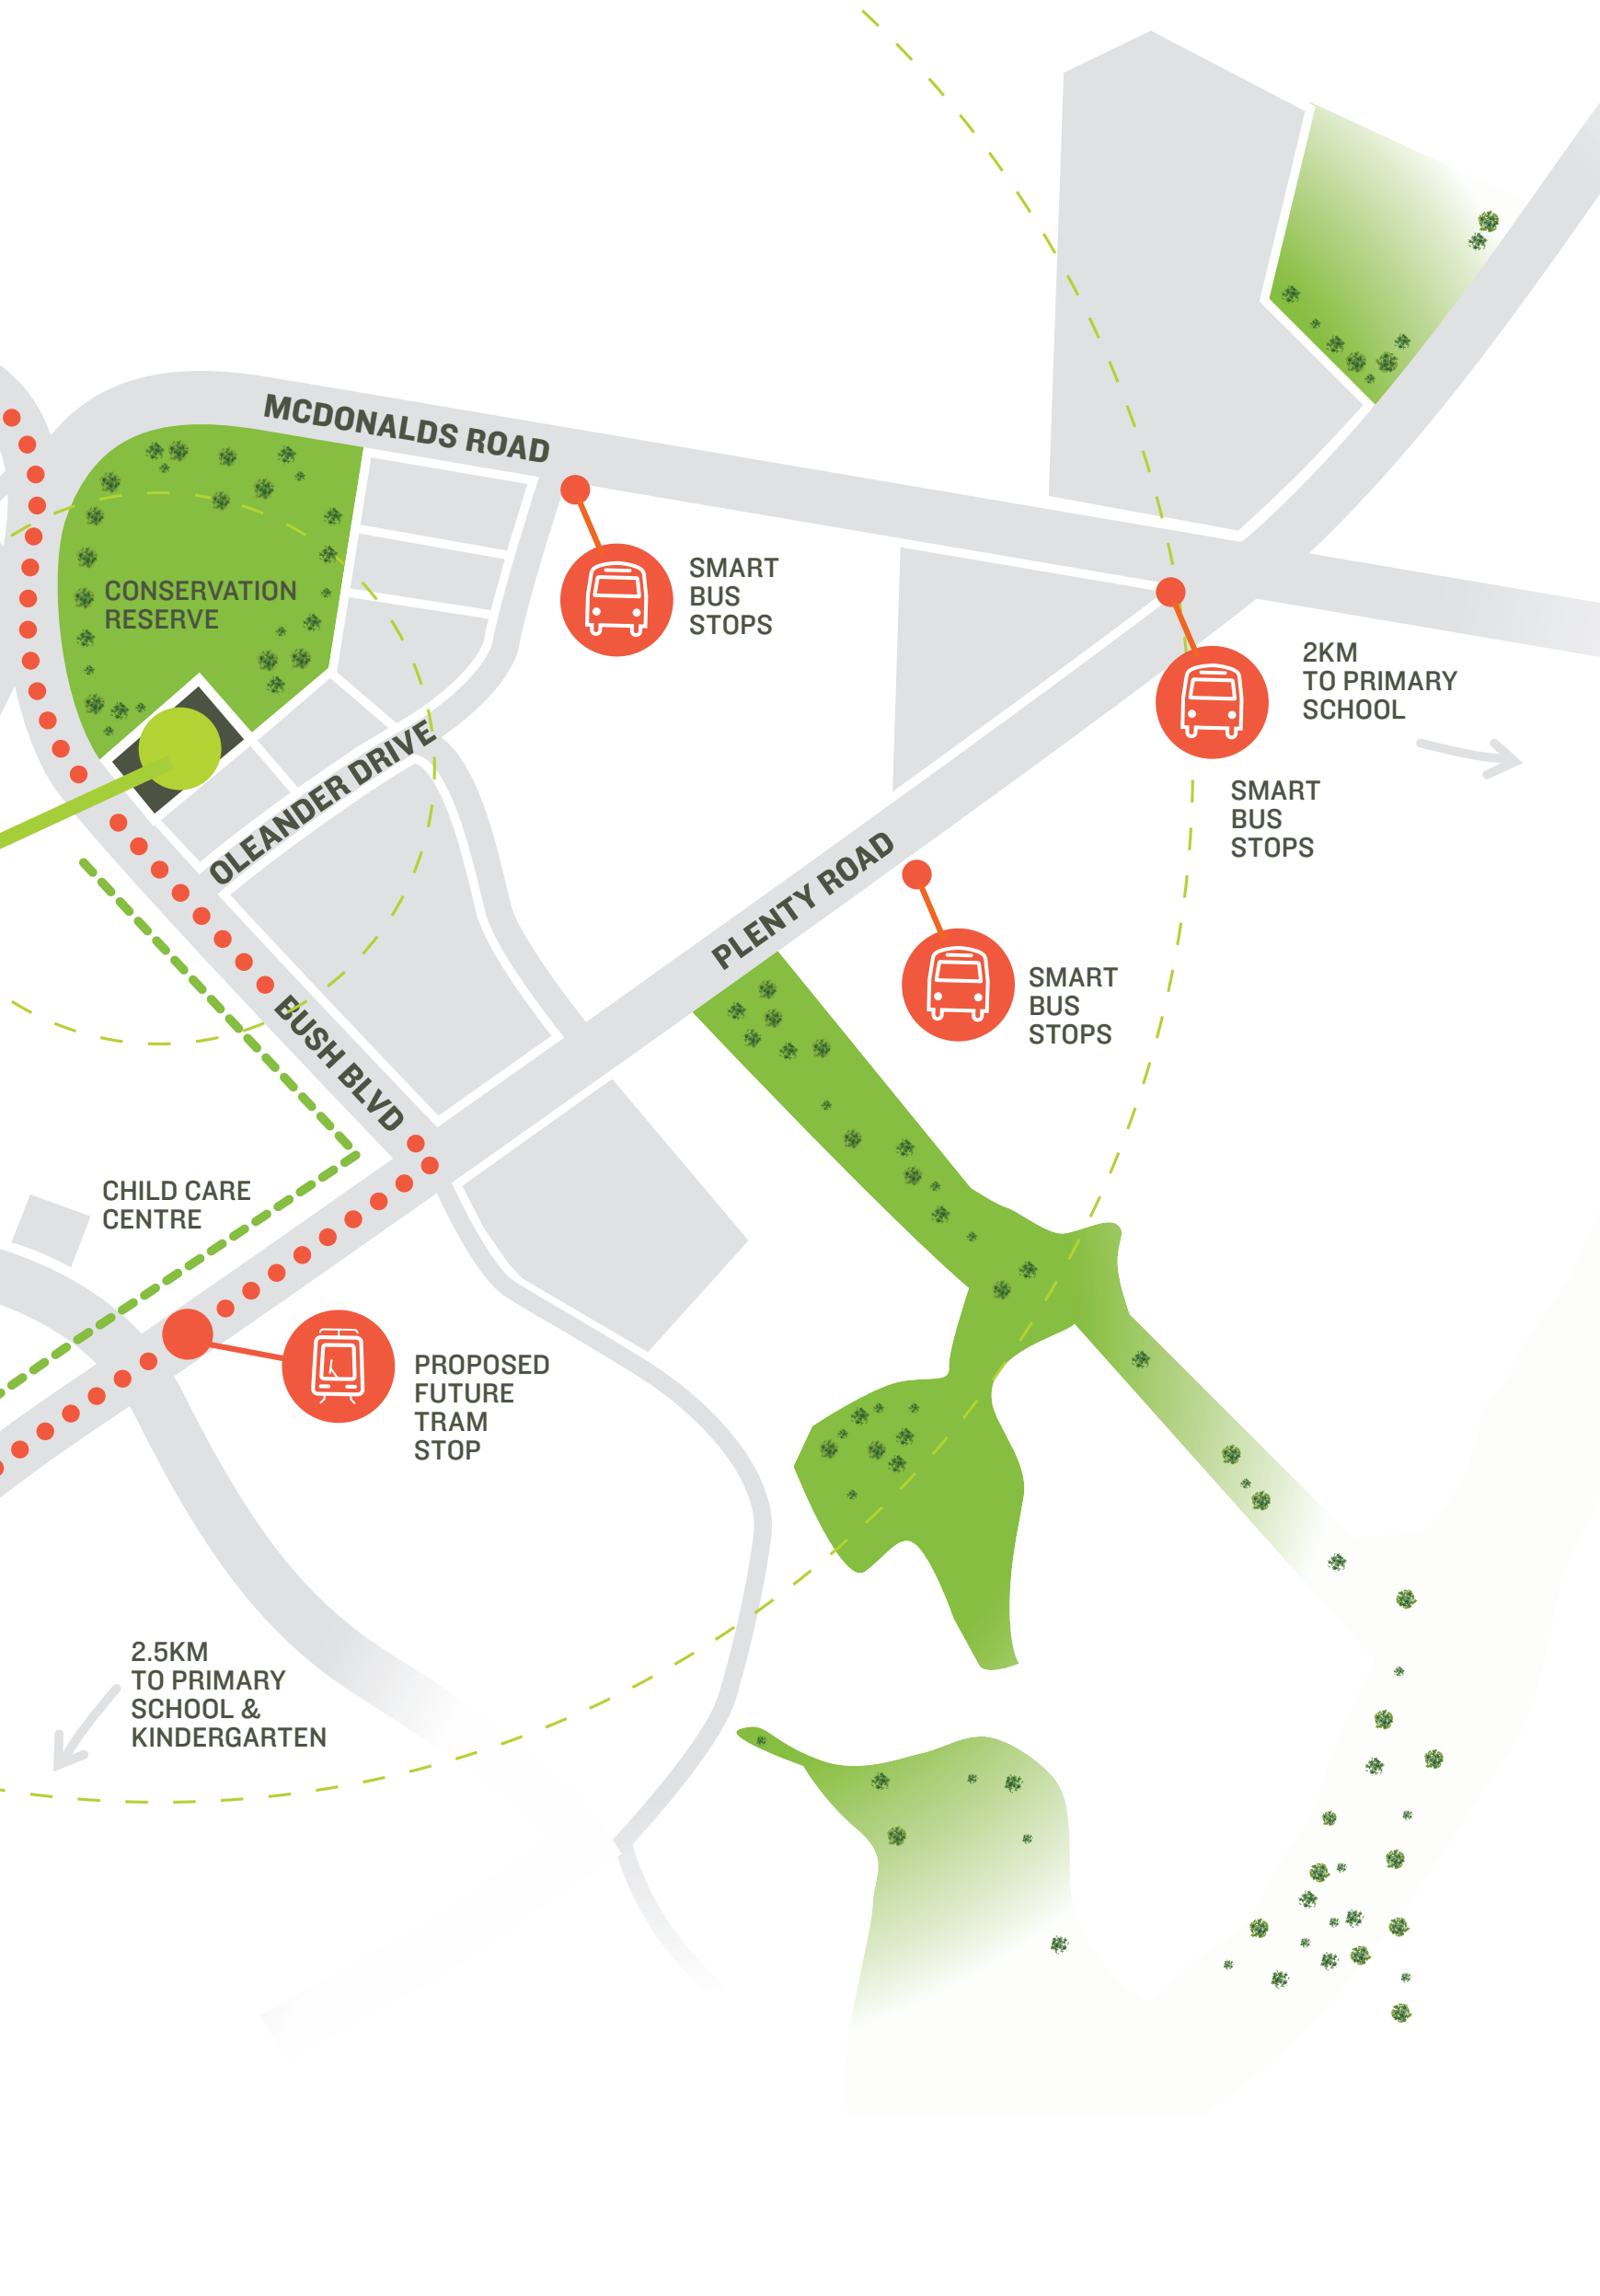 MCDONALDS ROAD
SMART
BUS
STOPS
CONSERVATION
RESERVE
2KM
TO PRIMARY
SCHOOL
OLEANDER DRIVE
SMART
BUS
STOPS
PLENTY ROAD
SMART
BUS
STOPS
BUSH BLVD
CHILD CARE
CENTRE
PROPOSED
FUTURE
TRAM
STOP
2.5KM
TO PRIMARY
SCHOOL &
KINDERGARTEN